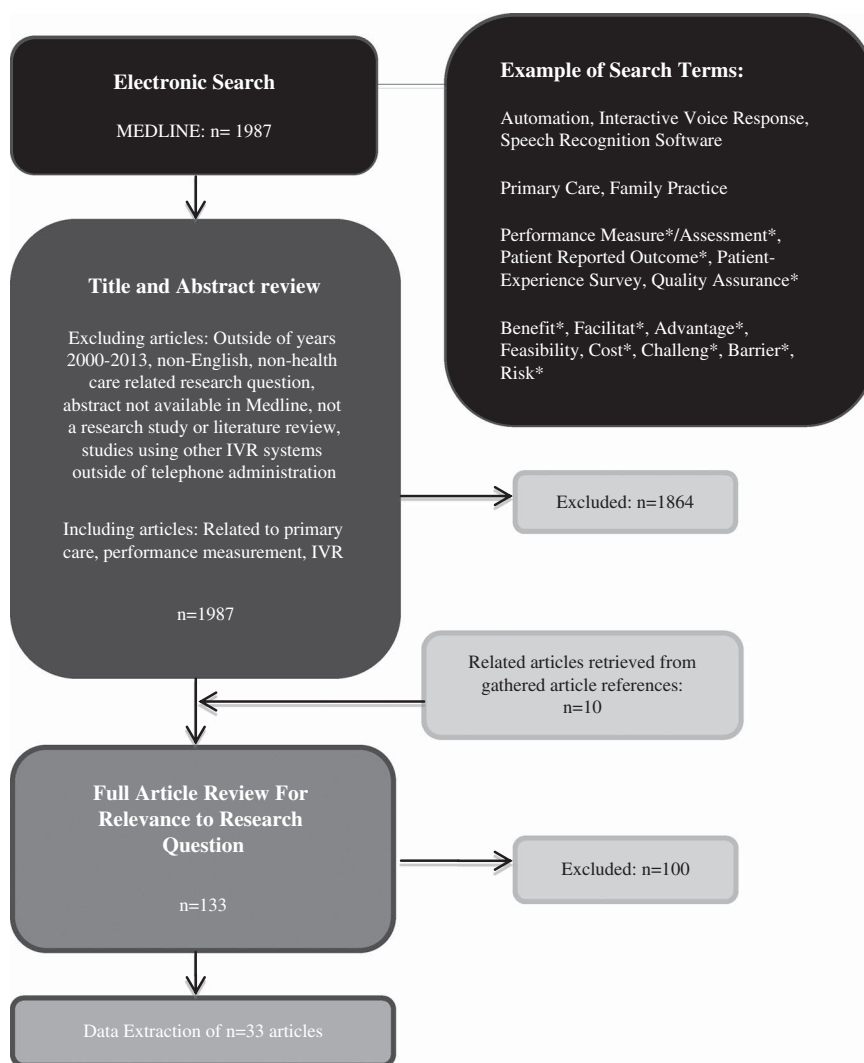 Electronic Search
MEDLINE: n= 1987
Example of Search Terms:
Automation, Interactive Voice Response,
Speech Recognition Software
Primary Care, Family Practice
Performance Measure*/Assessment*,
Patient Reported Outcome*, Patient-
Experience Survey, Quality Assurance*
Benefit*, Facilitat*, Advantage*,
Feasibility, Cost*, Challeng*, Barrier*,
Risk*
Title and Abstract review
Excluding articles: Outside of years
2000-2013, non-English, non-health
care related research question,
abstract not available in Medline, not
a research study or literature review,
studies using other IVR systems
outside of telephone administration
Including articles: Related to primary
care, performance measurement, IVR
n=1987
Excluded: n=1864
Related articles retrieved from
gathered article references:
n=10
Full Article Review For
Relevance to Research
Question
n=133
Excluded: n=100
Data Extraction of n=33 articles